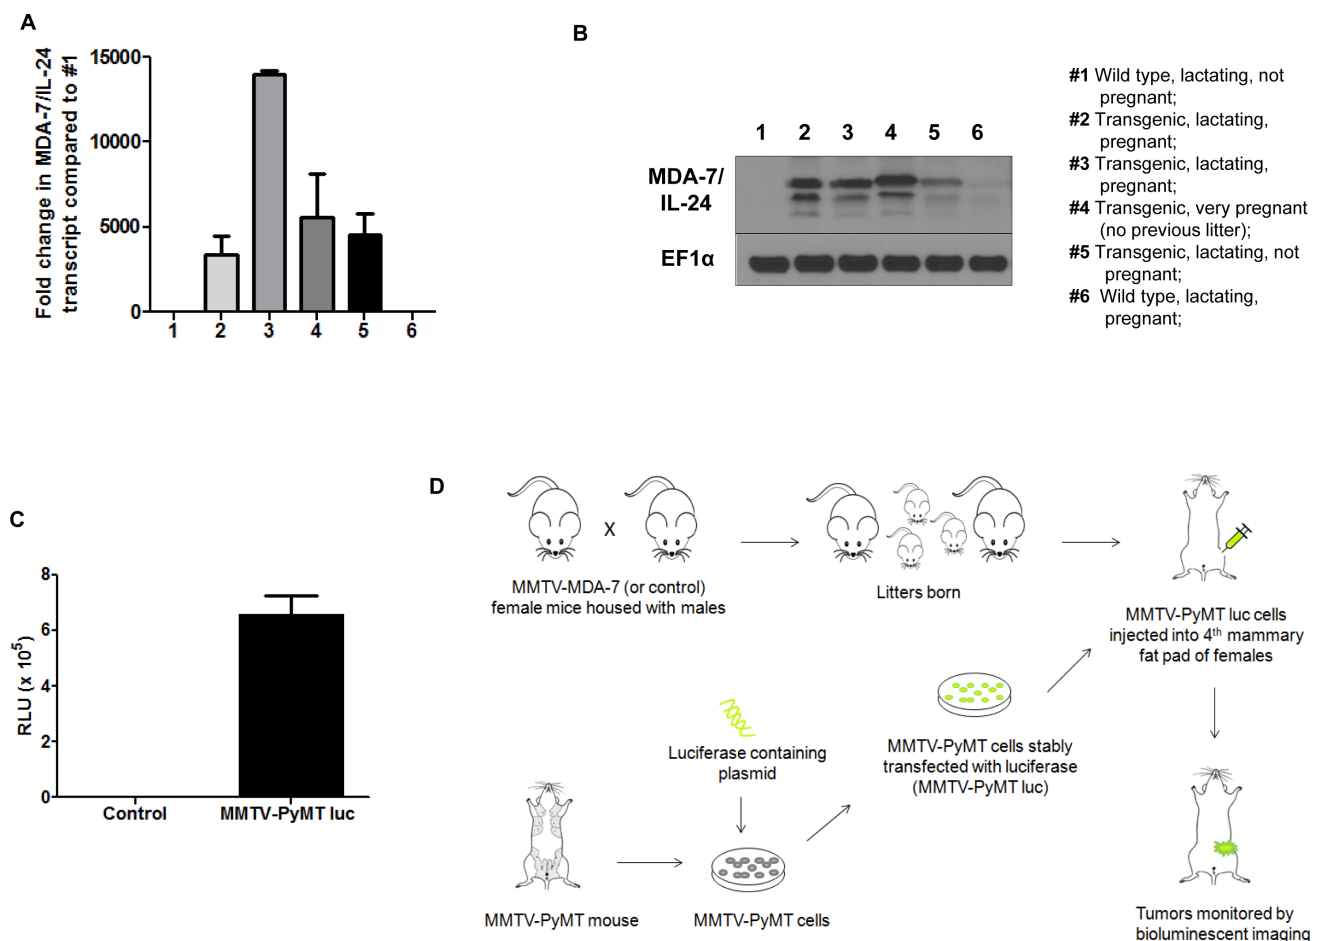 A
Fold change in MDA-7/IL-24
transcript compared to #1
15000
10000
5000
0
1 2 3 4 5 6
B
1 2 3 4 5 6
MDA-7/
IL-24
EF1α
#1 Wild type, lactating, not
pregnant;
#2 Transgenic, lactating,
pregnant;
#3 Transgenic, lactating,
pregnant;
#4 Transgenic, very pregnant
(no previous litter);
#5 Transgenic, lactating, not
pregnant;
#6 Wild type, lactating,
pregnant;
C
RLU (x 10⁵)
8
6
4
2
0
Control MMTV-PyMT luc
D
X
MMTV-MDA-7 (or control)
female mice housed with males
Litters born
MMTV-PyMT luc cells
injected into 4th mammary
fat pad of females
Luciferase containing
plasmid
MMTV-PyMT cells stably
transfected with luciferase
(MMTV-PyMT luc)
MMTV-PyMT mouse
MMTV-PyMT cells
Tumors monitored by
bioluminescent imaging